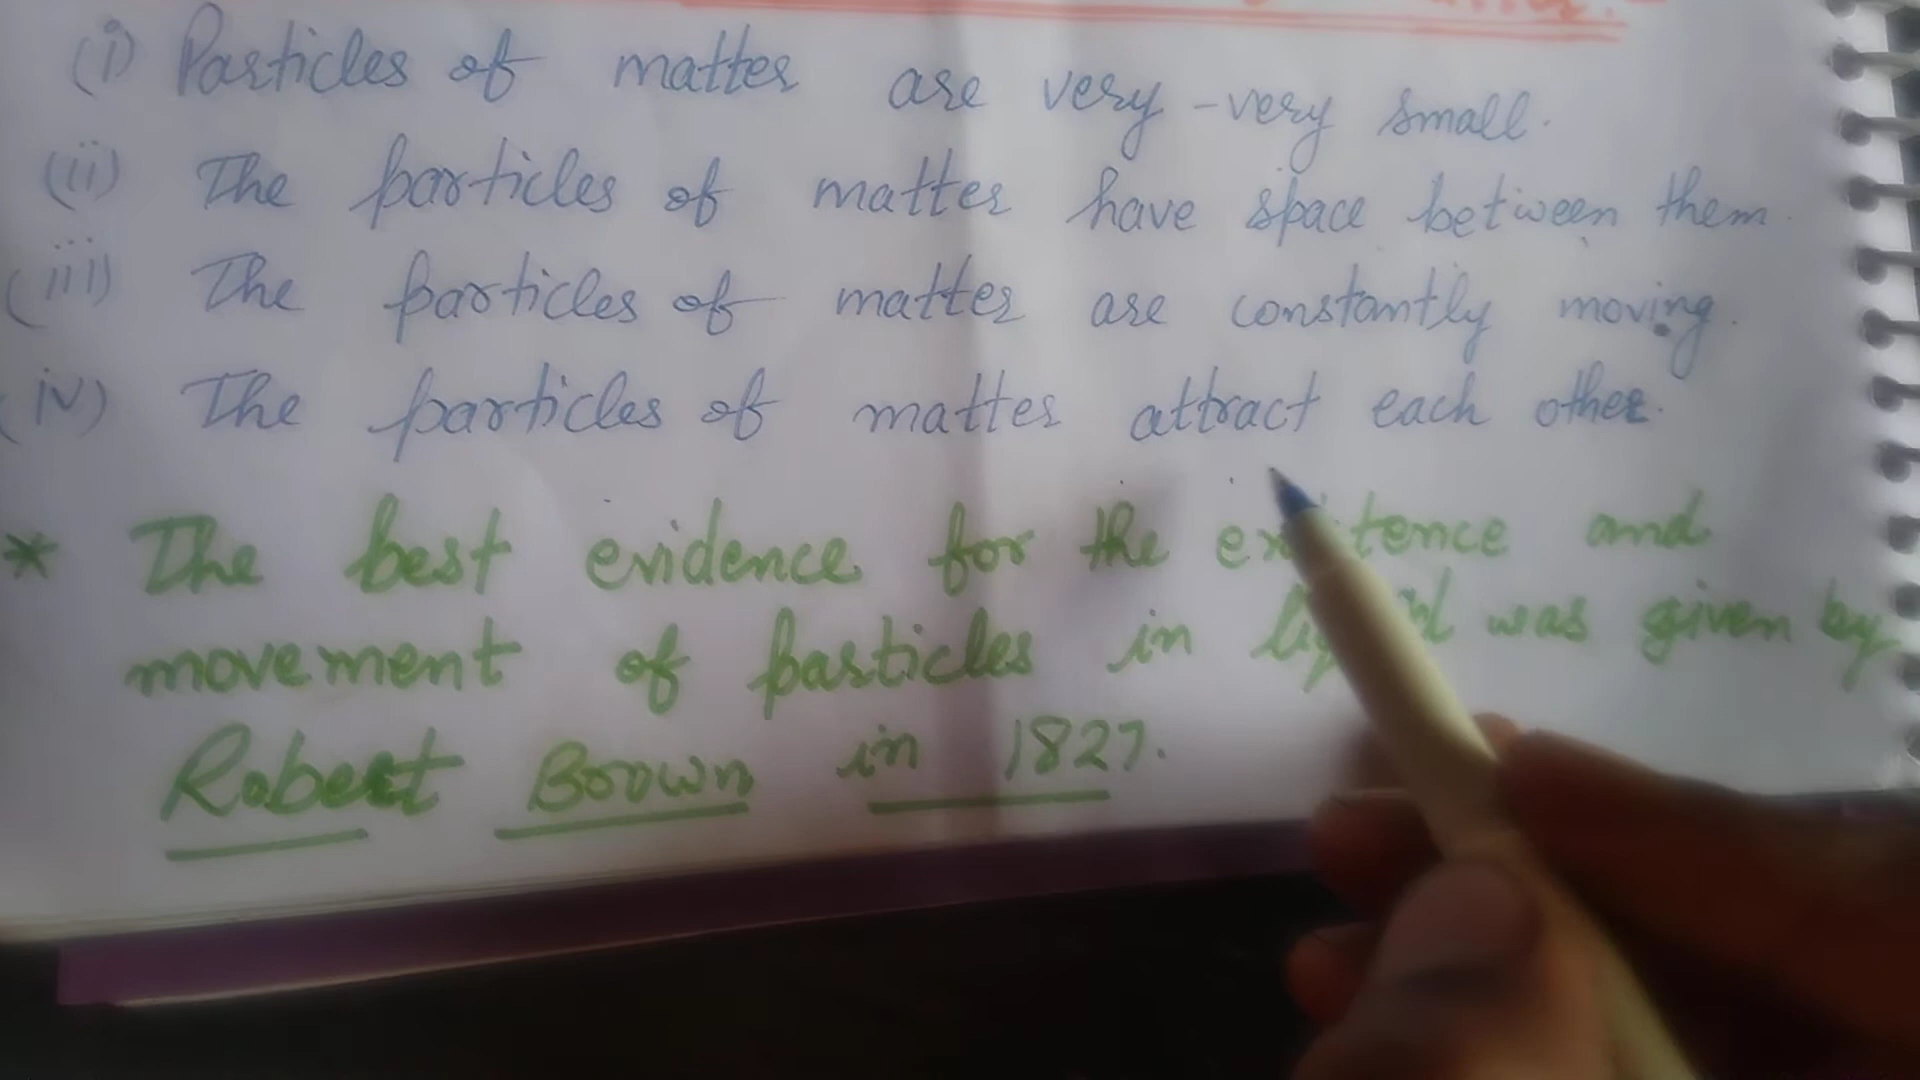 (i) Particles of matter are very-very small.
(ii) The particles of matter have space between them.
(iii) The particles of matter are constantly moving.
(iv) The particles of matter attract each other.
* The best evidence for the existence and
movement of particles in liquid was given by
Robert Brown in 1827.